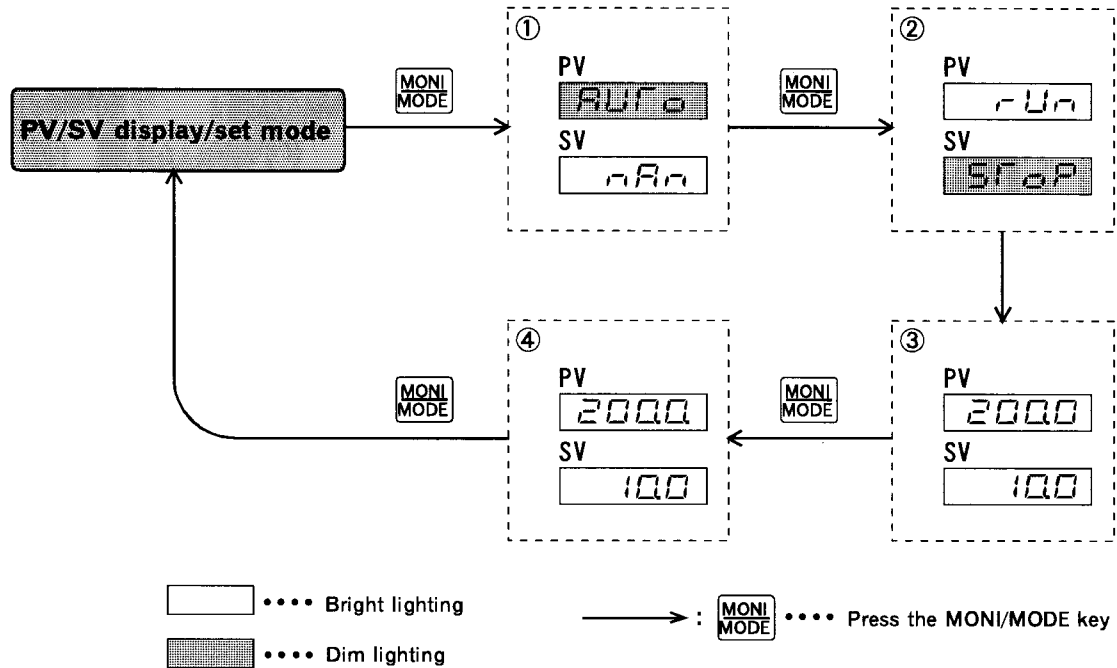 ①
PV
AUTo
SV
nAn
MONI
MODE
PV/SV display/set mode
MONI
MODE
②
PV
rUn
SV
SToP
③
PV
200.0
SV
10.0
MONI
MODE
④
PV
200.0.
SV
10.0
MONI
MODE
•••• Bright lighting
•••• Dim lighting
: MONI
MODE •••• Press the MONI/MODE key